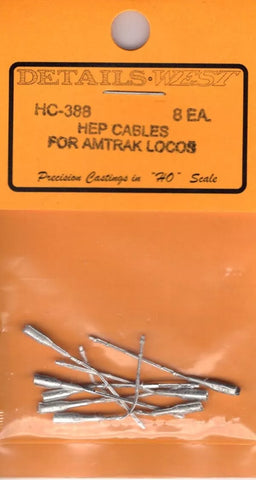 DETAILS WEST
HC-388 8 EA.
HEP CABLES
FOR AMTRAK LOCOS
Precision Castings in "HO" Scale